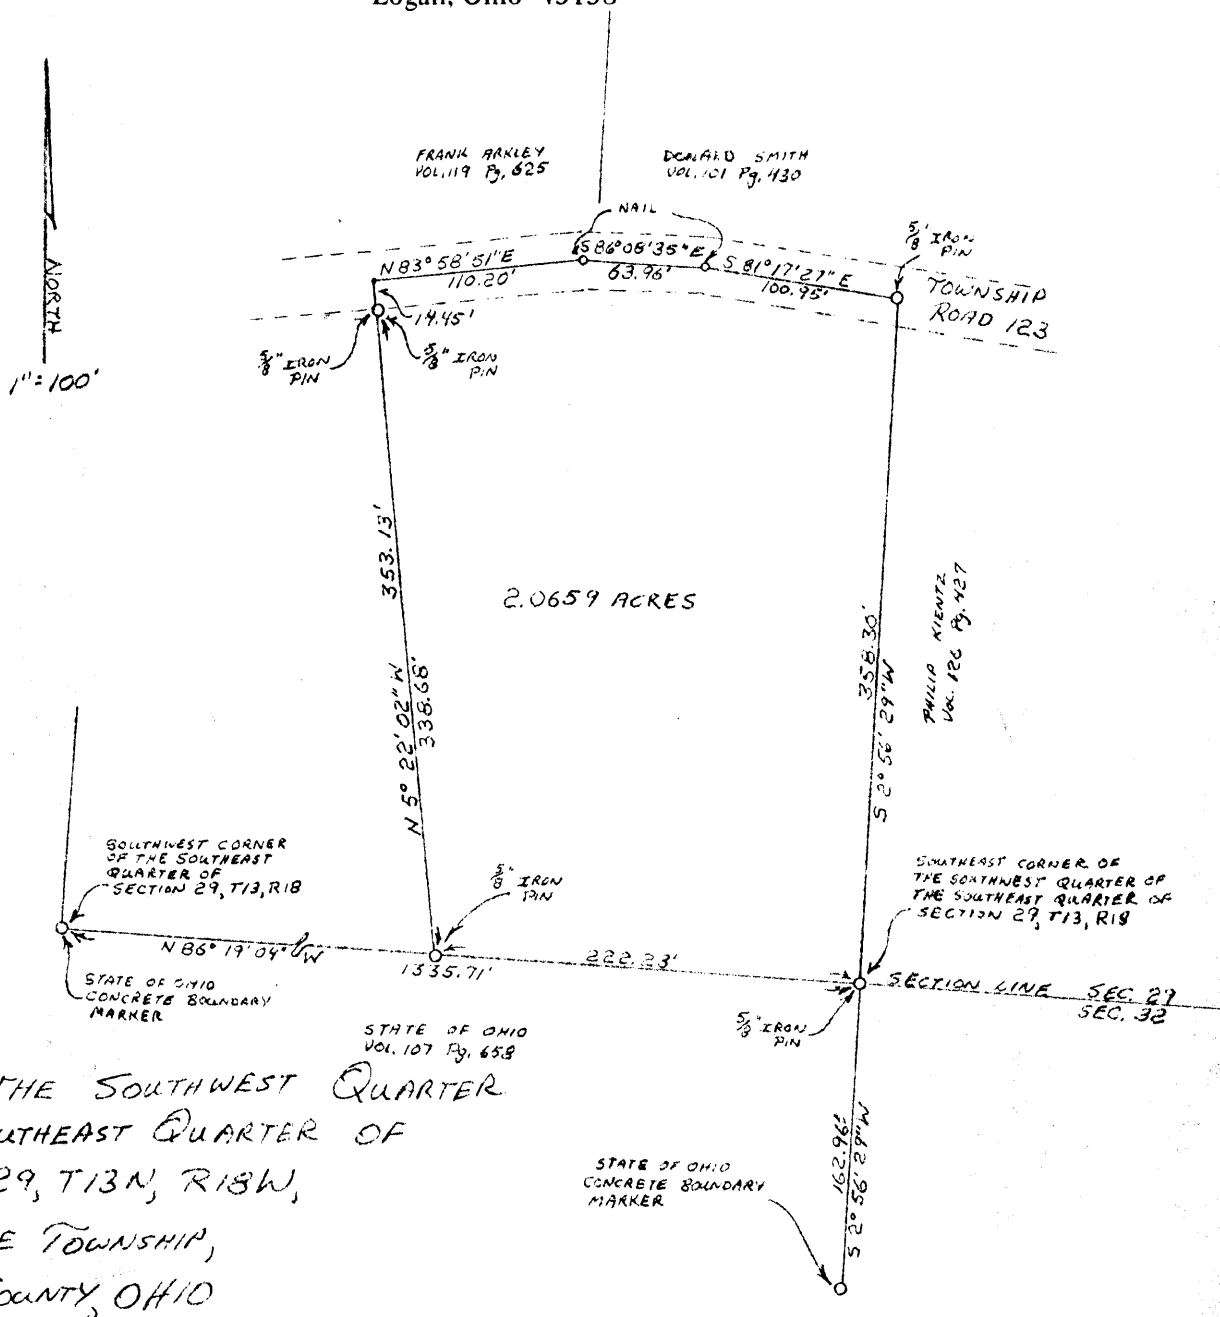 Logan, Ohio 43138
NORTH
1"=100'
FRANK ARKLEY
VOL. 119 Pg. 625
DONALD SMITH
VOL. 101 Pg. 430
NAIL
5/8' IRON
PIN
N 83° 58' 51" E
110.20'
S 86° 08' 35" E
63.96'
S 81° 17' 27" E
100.95'
TOWNSHIP
ROAD 123
14.45'
5/8" IRON
PIN
5/8" IRON
PIN
353.13'
2.0659 ACRES
358.30'
PHILIP KIENTZ
VOL. 126 Pg. 427
N 5° 22' 02" W
338.68'
S 2° 56' 29" W
SOUTHWEST CORNER
OF THE SOUTHEAST
QUARTER OF
SECTION 29, T13, R18
5/8" IRON
PIN
SOUTHEAST CORNER OF
THE SOUTHWEST QUARTER OF
THE SOUTHEAST QUARTER OF
SECTION 29, T13, R18
N 86° 19' 04" W
1335.71'
222.23'
SECTION LINE SEC. 29
SEC. 32
STATE OF OHIO
CONCRETE BOUNDARY
MARKER
5/8" IRON
PIN
STATE OF OHIO
VOL. 107 Pg. 658
THE SOUTHWEST QUARTER
UTHEAST QUARTER OF
29, T13N, R18W,
E TOWNSHIP,
OUNTY, OHIO
STATE OF OHIO
CONCRETE BOUNDARY
MARKER
162.96'
S 2° 56' 29" W